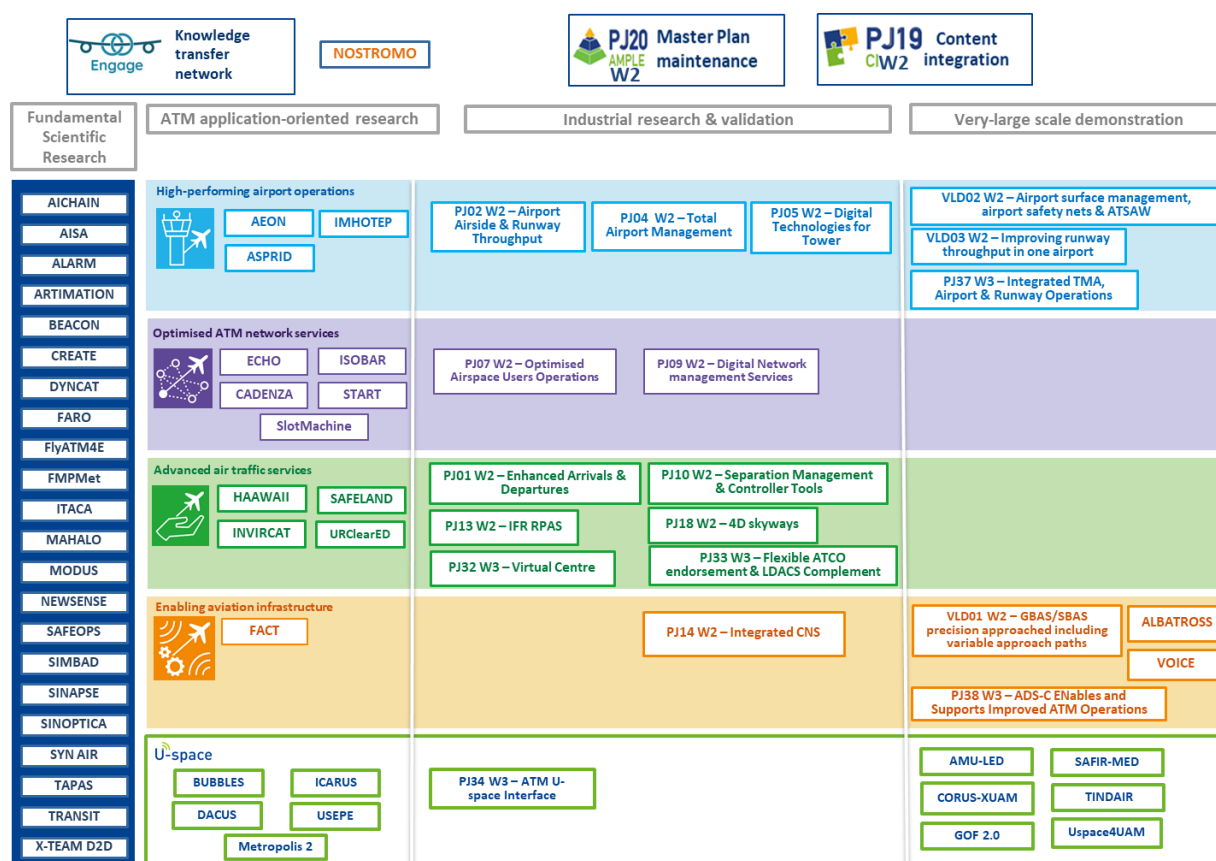 Engage
Knowledge
transfer
network
NOSTROMO
PJ20
AMPLE
W2
Master Plan
maintenance
PJ19
CI W2
Content
integration
Fundamental
Scientific
Research
ATM application-oriented research
Industrial research & validation
Very-large scale demonstration
AICHAIN
AISA
ALARM
ARTIMATION
BEACON
CREATE
DYNCAT
FARO
FlyATM4E
FMPMet
ITACA
MAHALO
MODUS
NEWSENSE
SAFEOPS
SIMBAD
SINAPSE
SINOPTICA
SYN AIR
TAPAS
TRANSIT
X-TEAM D2D
High-performing airport operations
AEON
IMHOTEP
ASPRID
PJ02 W2 – Airport
Airside & Runway
Throughput
PJ04 W2 – Total
Airport Management
PJ05 W2 – Digital
Technologies for
Tower
VLD02 W2 – Airport surface management,
airport safety nets & ATSAW
VLD03 W2 – Improving runway
throughput in one airport
PJ37 W3 – Integrated TMA,
Airport & Runway Operations
Optimised ATM network services
ECHO
ISOBAR
CADENZA
START
SlotMachine
PJ07 W2 – Optimised
Airspace Users Operations
PJ09 W2 – Digital Network
management Services
Advanced air traffic services
HAAWAII
SAFELAND
INVIRCAT
URClearED
PJ01 W2 – Enhanced Arrivals &
Departures
PJ10 W2 – Separation Management
& Controller Tools
PJ13 W2 – IFR RPAS
PJ18 W2 – 4D skyways
PJ32 W3 – Virtual Centre
PJ33 W3 – Flexible ATCO
endorsement & LDACS Complement
Enabling aviation infrastructure
FACT
PJ14 W2 – Integrated CNS
VLD01 W2 – GBAS/SBAS
precision approached including
variable approach paths
ALBATROSS
VOICE
PJ38 W3 – ADS-C ENables and
Supports Improved ATM Operations
U-space
BUBBLES
ICARUS
DACUS
USEPE
Metropolis 2
PJ34 W3 – ATM U-
space Interface
AMU-LED
SAFIR-MED
CORUS-XUAM
TINDAIR
GOF 2.0
Uspace4UAM